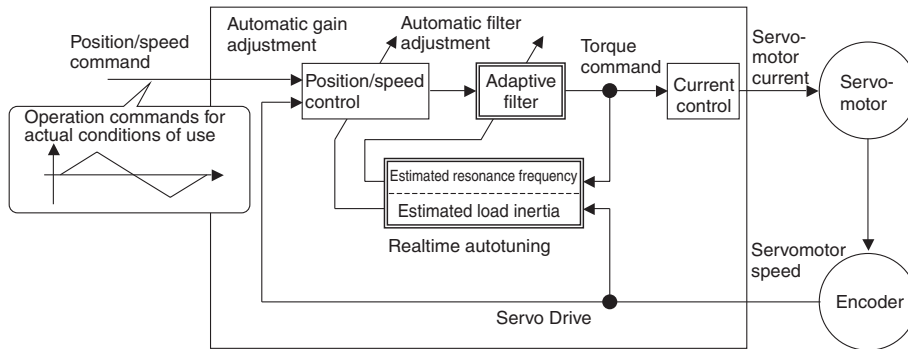 Automatic gain
adjustment
Automatic filter
adjustment
Position/speed
command
Torque
command
Servo-
motor
current
Position/speed
control
Adaptive
filter
Current
control
Servo-
motor
Operation commands for
actual conditions of use
Estimated resonance frequency
Estimated load inertia
Realtime autotuning
Servomotor
speed
Encoder
Servo Drive